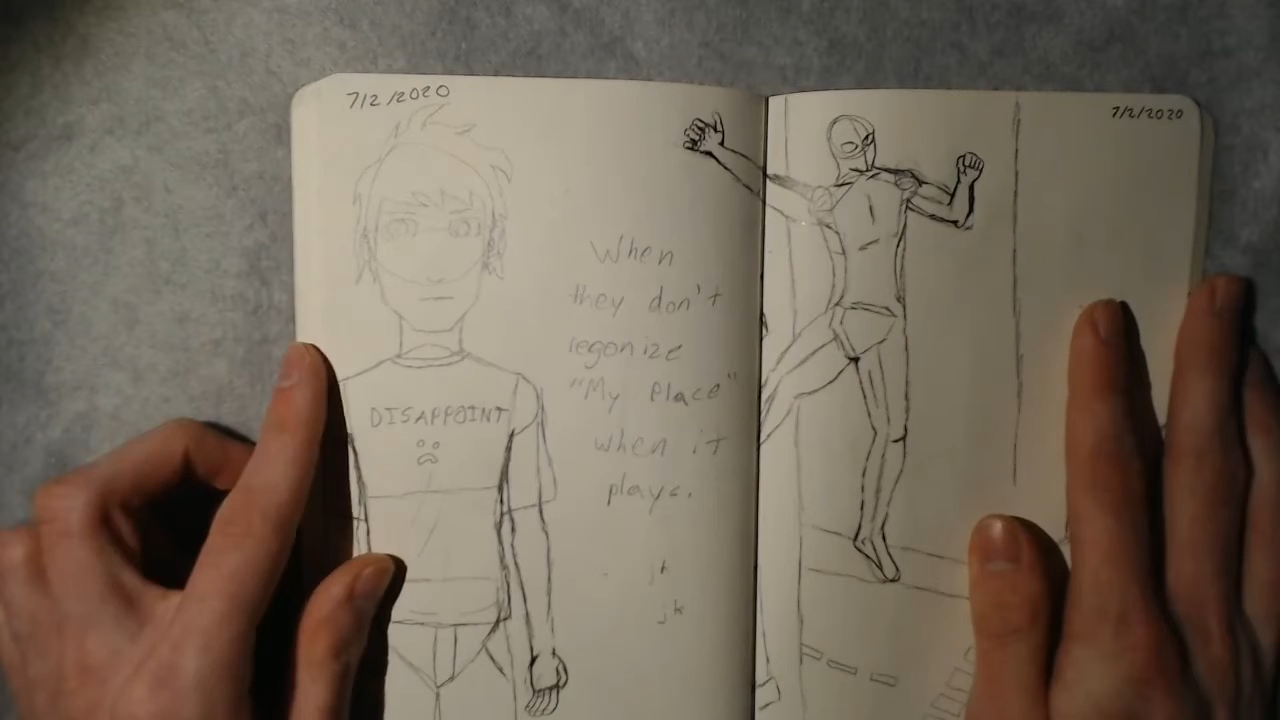 7/2/2020
7/2/2020
DISAPPOINT
When
they don't
regonize
"My Place"
when it
plays.
- jk
jk